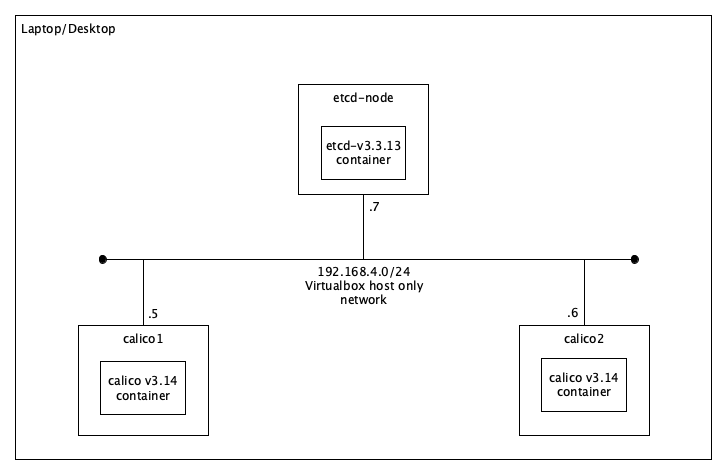 Laptop/Desktop
etcd-node
etcd-v3.3.13
container
.7
192.168.4.0/24
Virtualbox host only
network
.5
.6
calico1
calico2
calico v3.14
container
calico v3.14
container